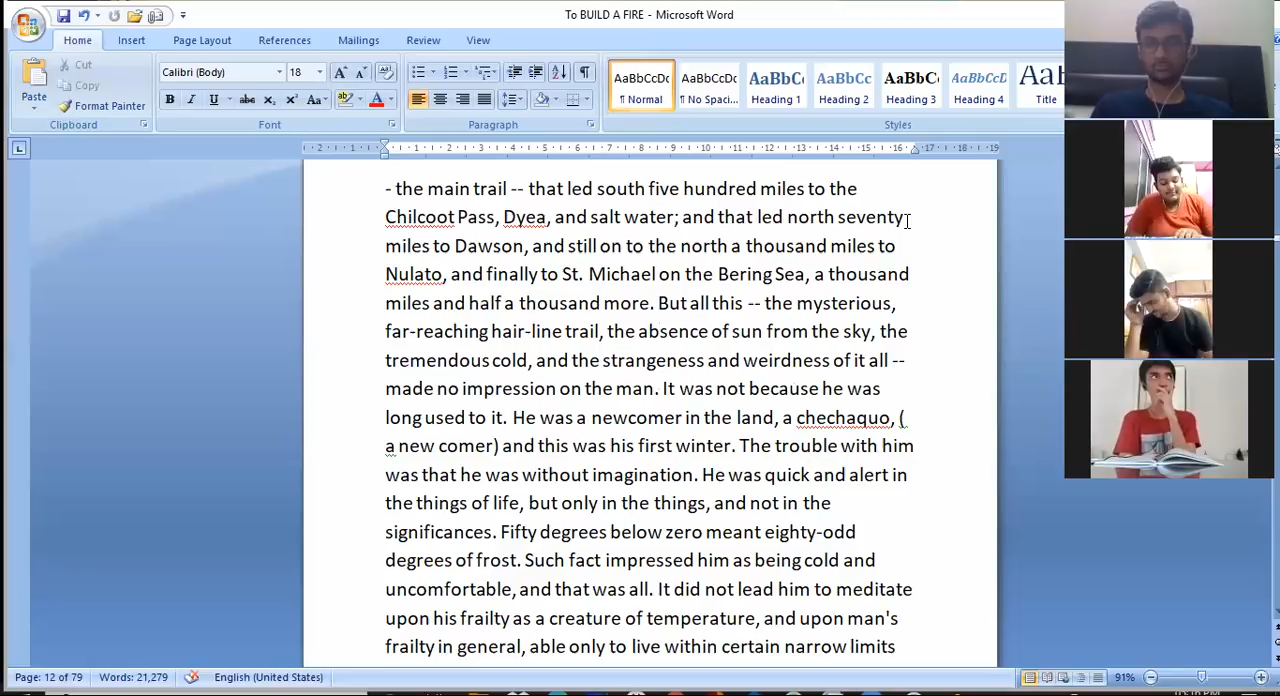 To BUILD A FIRE - Microsoft Word
Home Insert Page Layout References Mailings Review View
Paste
Cut
Copy
Format Painter
Clipboard
Calibri (Body) 18
Font
Paragraph
AaBbCcDc AaBbCcDc AaBbC AaBbCc AaBbC AaBbCcD AaB
¶ Normal ¶ No Spaci... Heading 1 Heading 2 Heading 3 Heading 4 Title
Styles
- the main trail -- that led south five hundred miles to the
Chilcoot Pass, Dyea, and salt water; and that led north seventy
miles to Dawson, and still on to the north a thousand miles to
Nulato, and finally to St. Michael on the Bering Sea, a thousand
miles and half a thousand more. But all this -- the mysterious,
far-reaching hair-line trail, the absence of sun from the sky, the
tremendous cold, and the strangeness and weirdness of it all --
made no impression on the man. It was not because he was
long used to it. He was a newcomer in the land, a chechaquo, (
a new comer) and this was his first winter. The trouble with him
was that he was without imagination. He was quick and alert in
the things of life, but only in the things, and not in the
significances. Fifty degrees below zero meant eighty-odd
degrees of frost. Such fact impressed him as being cold and
uncomfortable, and that was all. It did not lead him to meditate
upon his frailty as a creature of temperature, and upon man's
frailty in general, able only to live within certain narrow limits
Page: 12 of 79 Words: 21,279 English (United States) 91%